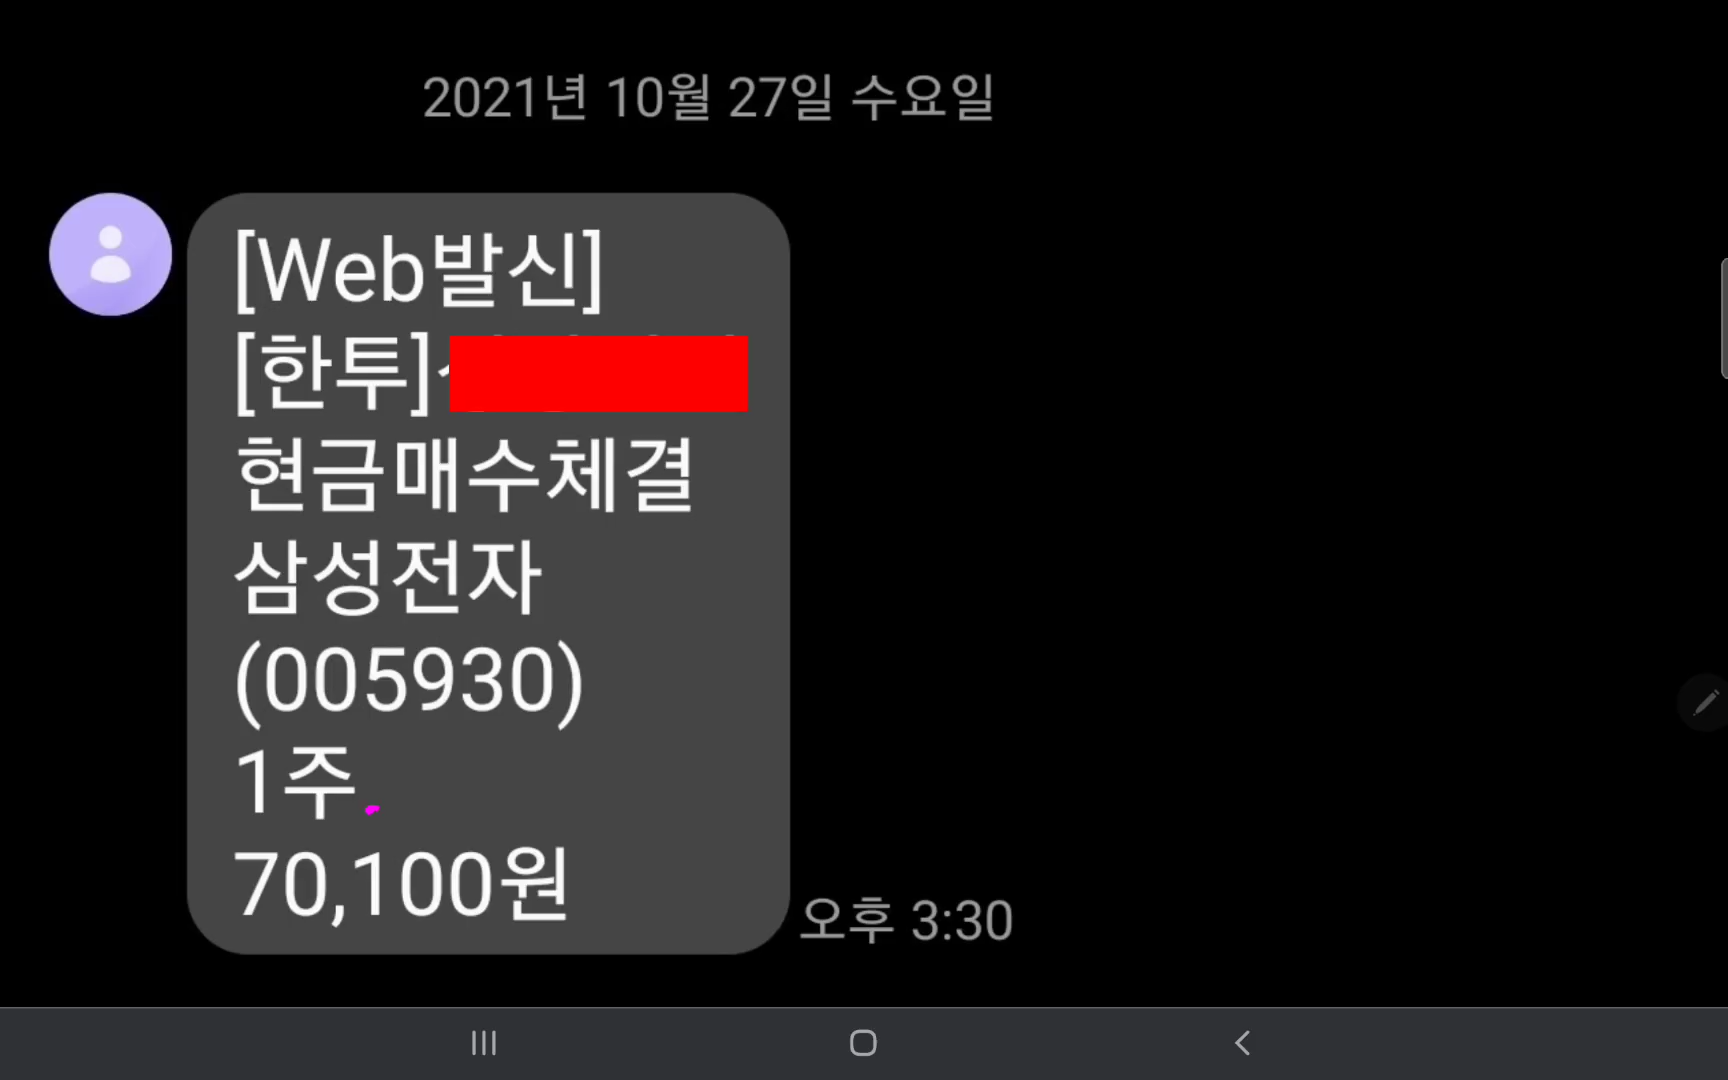 2021년 10월 27일 수요일
[Web발신]
[한투]
현금매수체결
삼성전자
(005930)
1주
70,100원
오후 3:30